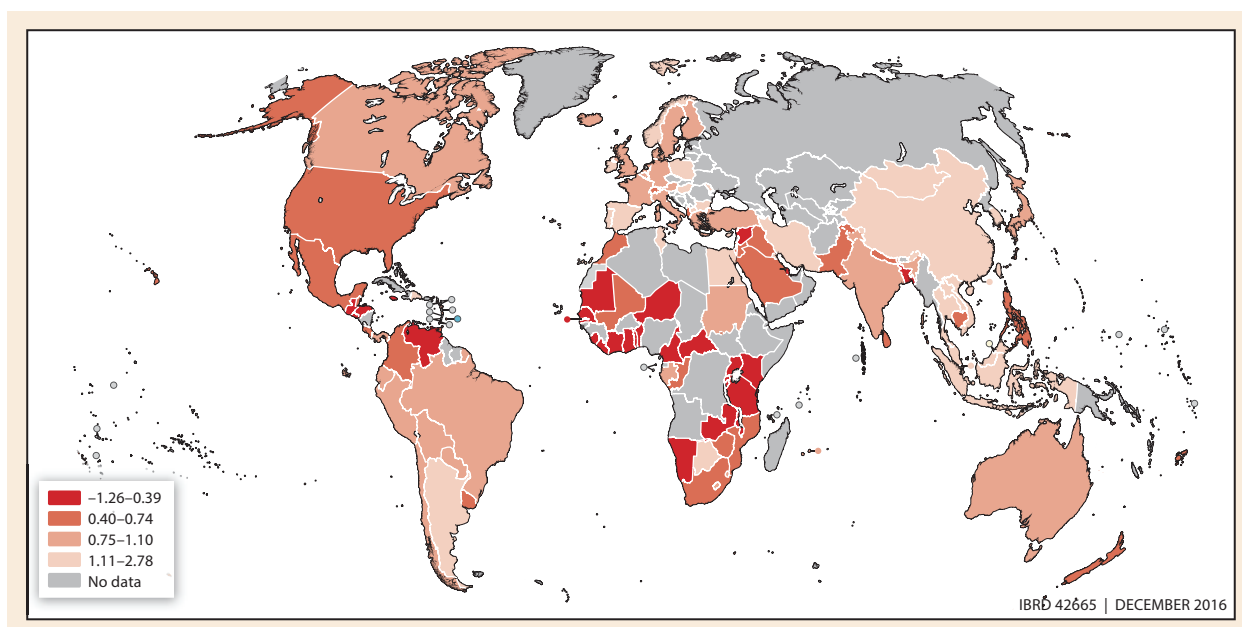 –1.26–0.39
0.40–0.74
0.75–1.10
1.11–2.78
No data
IBRD 42665 | DECEMBER 2016